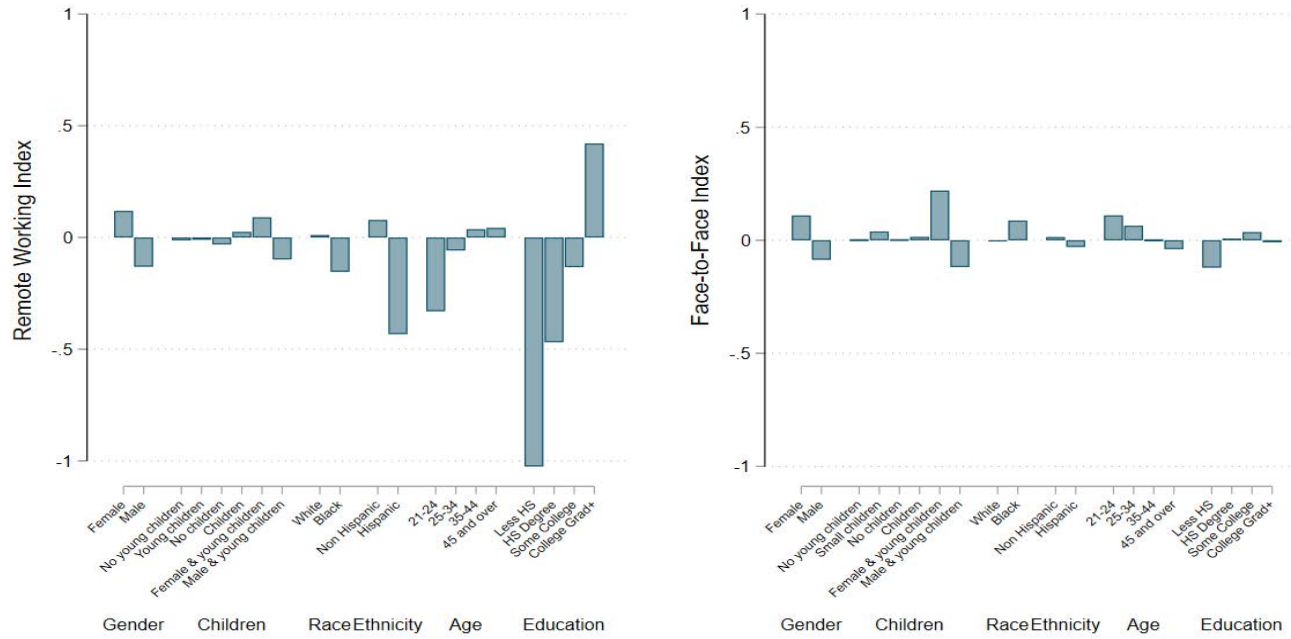 Remote Working Index
1
.5
0
-.5
-1
Female
Male
No young children
Young children
No children
Children
Female & young children
Male & young children
White
Black
Non Hispanic
Hispanic
21-24
25-34
35-44
45 and over
Less HS
HS Degree
Some College
College Grad+
Gender Children Race Ethnicity Age Education
Face-to-Face Index
1
.5
0
-.5
-1
Female
Male
No young children
Small children
No children
Children
Female & young children
Male & young children
White
Black
Non Hispanic
Hispanic
21-24
25-34
35-44
45 and over
Less HS
HS Degree
Some College
College Grad+
Gender Children Race Ethnicity Age Education